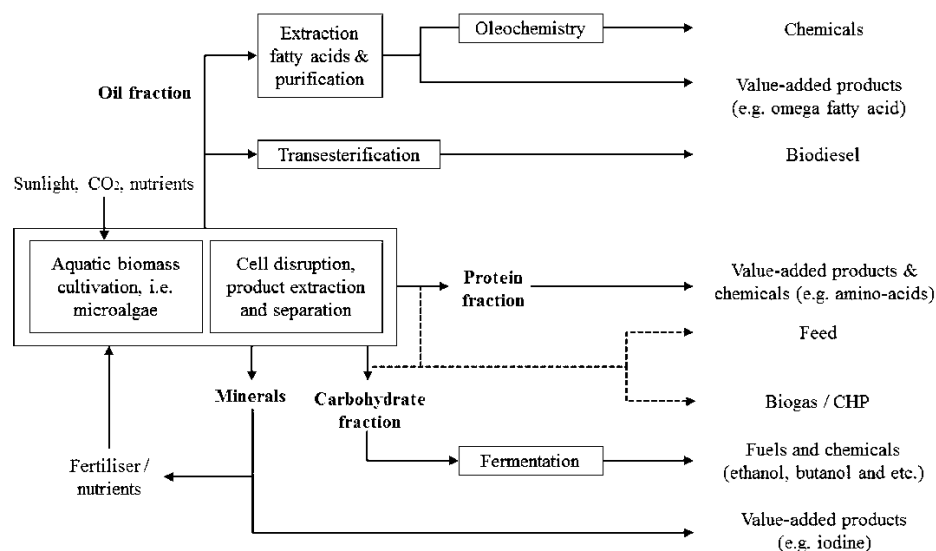 Extraction
fatty acids &
purification
Oleochemistry
Chemicals
Oil fraction
Value-added products
(e.g. omega fatty acid)
Transesterification
Biodiesel
Sunlight, CO₂, nutrients
Aquatic biomass
cultivation, i.e.
microalgae
Cell disruption,
product extraction
and separation
Protein
fraction
Value-added products &
chemicals (e.g. amino-acids)
Feed
Minerals
Carbohydrate
fraction
Biogas / CHP
Fertiliser /
nutrients
Fermentation
Fuels and chemicals
(ethanol, butanol and etc.)
Value-added products
(e.g. iodine)